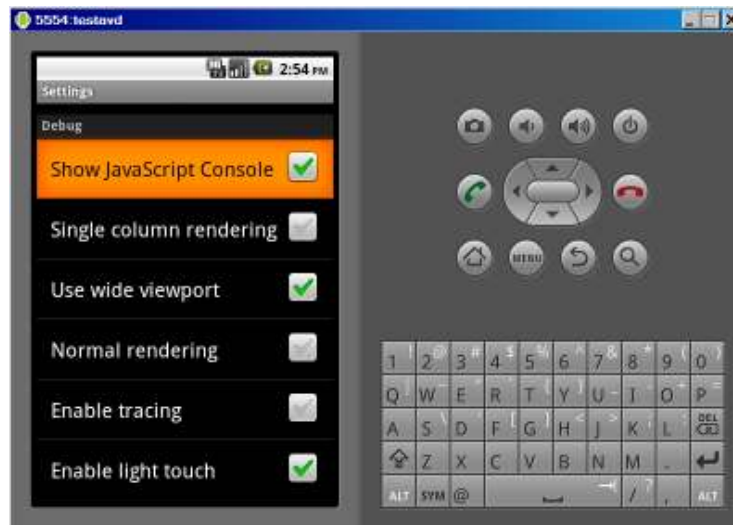 5554:testavd
2:54 PM
Settings
Debug
Show JavaScript Console
Single column rendering
Use wide viewport
Normal rendering
Enable tracing
Enable light touch
MENU
1 ! 2 @ 3 # 4 $ 5 % 6 ^ 7 & 8 * 9 ( 0 )
Q W E R T Y U I O P
A S D F G H J K L DEL
Z X C V B N M .
ALT SYM @ / ? , ALT